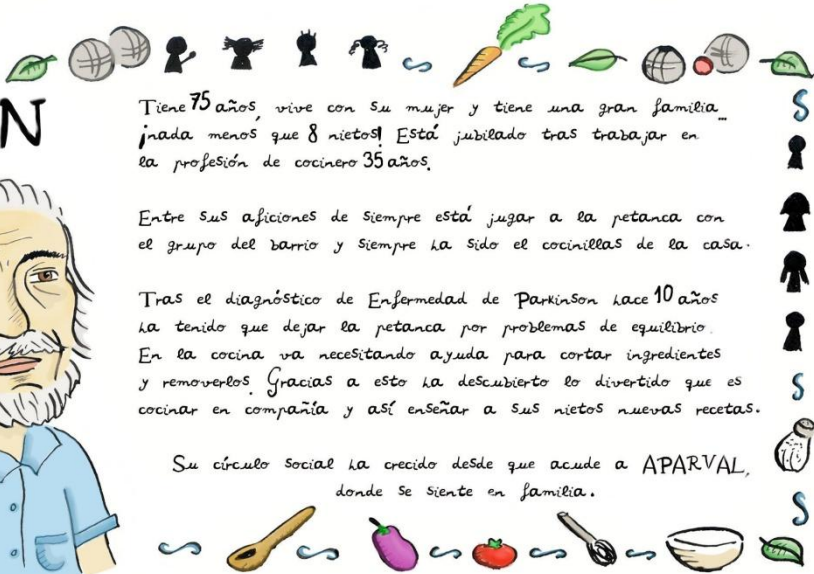 N
Tiene 75 años, vive con su mujer y tiene una gran familia...
¡nada menos que 8 nietos! Está jubilado tras trabajar en
la profesión de cocinero 35 años.
Entre sus aficiones de siempre está jugar a la petanca con
el grupo del barrio y siempre ha sido el cocinillas de la casa.
Tras el diagnóstico de Enfermedad de Parkinson hace 10 años
ha tenido que dejar la petanca por problemas de equilibrio.
En la cocina va necesitando ayuda para cortar ingredientes
y removerlos. Gracias a esto ha descubierto lo divertido que es
cocinar en compañía y así enseñar a sus nietos nuevas recetas.
Su círculo social ha crecido desde que acude a APARVAL,
donde se siente en familia.